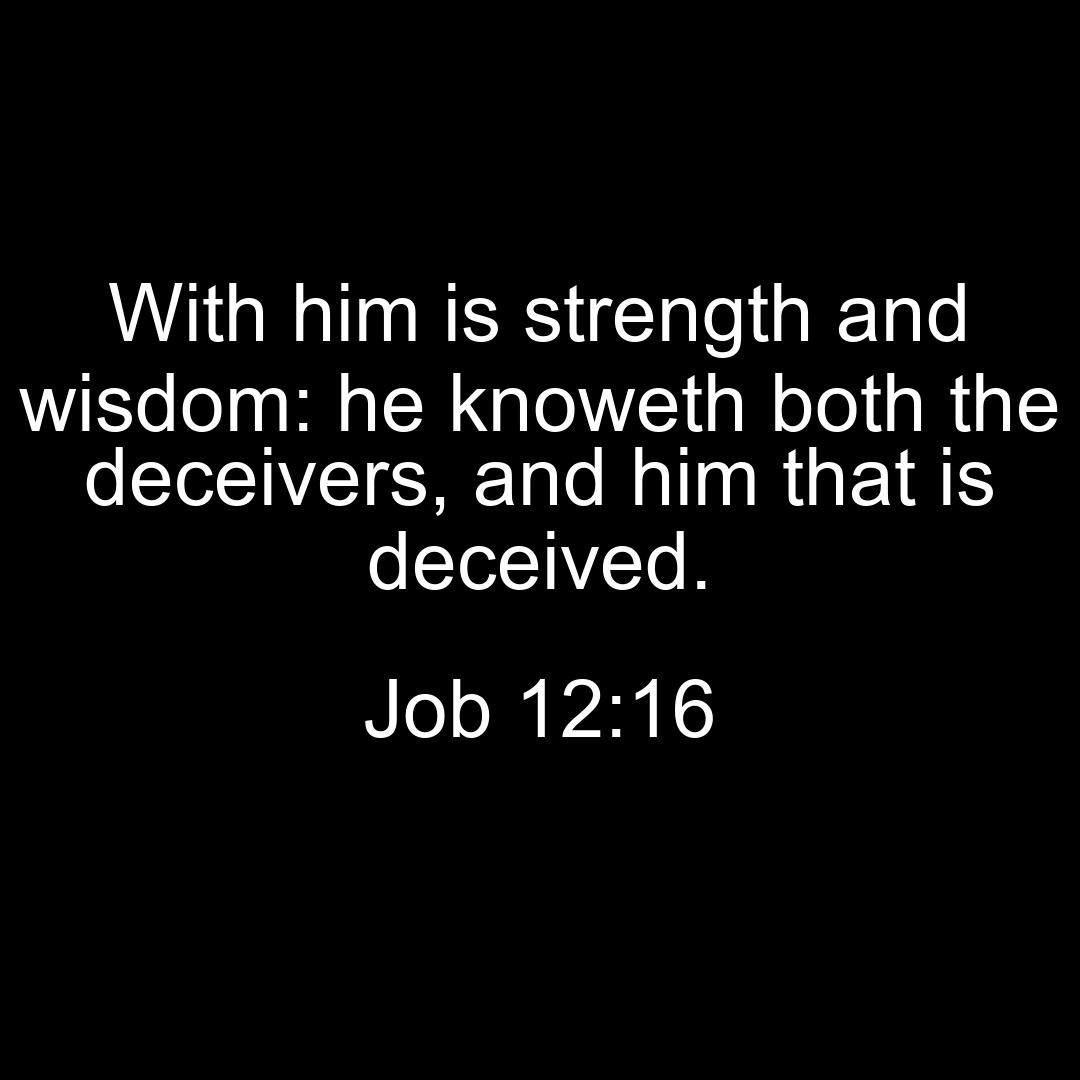 With him is strength and
wisdom: he knoweth both the
deceivers, and him that is
deceived.
Job 12:16